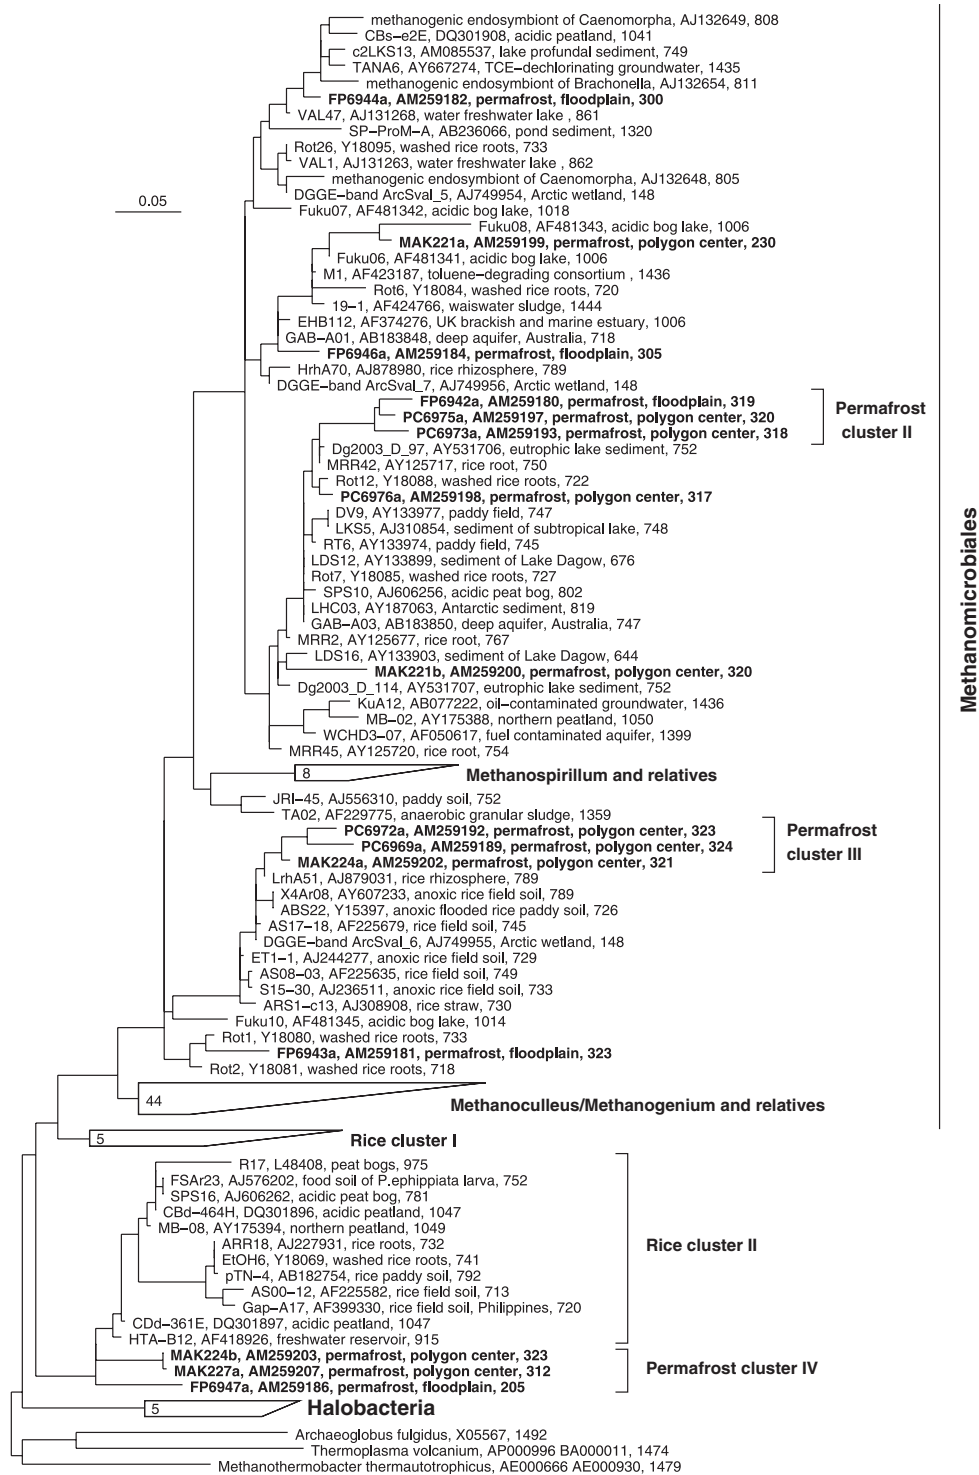 methanogenic endosymbiont of Caenomorpha, AJ132649, 808
CBs−e2E, DQ301908, acidic peatland, 1041
c2LKS13, AM085537, lake profundal sediment, 749
TANA6, AY667274, TCE−dechlorinating groundwater, 1435
methanogenic endosymbiont of Brachonella, AJ132654, 811
FP6944a, AM259182, permafrost, floodplain, 300
VAL47, AJ131268, water freshwater lake , 861
SP−ProM−A, AB236066, pond sediment, 1320
Rot26, Y18095, washed rice roots, 733
VAL1, AJ131263, water freshwater lake , 862
methanogenic endosymbiont of Caenomorpha, AJ132648, 805
DGGE−band ArcSval_5, AJ749954, Arctic wetland, 148
0.05
Fuku07, AF481342, acidic bog lake, 1018
Fuku08, AF481343, acidic bog lake, 1006
MAK221a, AM259199, permafrost, polygon center, 230
Fuku06, AF481341, acidic bog lake, 1006
M1, AF423187, toluene−degrading consortium , 1436
Rot6, Y18084, washed rice roots, 720
19−1, AF424766, waiswater sludge, 1444
EHB112, AF374276, UK brackish and marine estuary, 1006
GAB−A01, AB183848, deep aquifer, Australia, 718
FP6946a, AM259184, permafrost, floodplain, 305
HrhA70, AJ878980, rice rhizosphere, 789
DGGE−band ArcSval_7, AJ749956, Arctic wetland, 148
FP6942a, AM259180, permafrost, floodplain, 319
PC6975a, AM259197, permafrost, polygon center, 320
PC6973a, AM259193, permafrost, polygon center, 318
Permafrost
cluster II
Dg2003_D_97, AY531706, eutrophic lake sediment, 752
MRR42, AY125717, rice root, 750
Rot12, Y18088, washed rice roots, 722
PC6976a, AM259198, permafrost, polygon center, 317
DV9, AY133977, paddy field, 747
LKS5, AJ310854, sediment of subtropical lake, 748
RT6, AY133974, paddy field, 745
LDS12, AY133899, sediment of Lake Dagow, 676
Rot7, Y18085, washed rice roots, 727
SPS10, AJ606256, acidic peat bog, 802
LHC03, AY187063, Antarctic sediment, 819
GAB−A03, AB183850, deep aquifer, Australia, 747
MRR2, AY125677, rice root, 767
LDS16, AY133903, sediment of Lake Dagow, 644
MAK221b, AM259200, permafrost, polygon center, 320
Dg2003_D_114, AY531707, eutrophic lake sediment, 752
KuA12, AB077222, oil−contaminated groundwater, 1436
MB−02, AY175388, northern peatland, 1050
WCHD3−07, AF050617, fuel contaminated aquifer, 1399
MRR45, AY125720, rice root, 754
Methanomicrobiales
8
Methanospirillum and relatives
JRI−45, AJ556310, paddy soil, 752
TA02, AF229775, anaerobic granular sludge, 1359
PC6972a, AM259192, permafrost, polygon center, 323
PC6969a, AM259189, permafrost, polygon center, 324
MAK224a, AM259202, permafrost, polygon center, 321
Permafrost
cluster III
LrhA51, AJ879031, rice rhizosphere, 789
X4Ar08, AY607233, anoxic rice field soil, 789
ABS22, Y15397, anoxic flooded rice paddy soil, 726
AS17−18, AF225679, rice field soil, 745
DGGE−band ArcSval_6, AJ749955, Arctic wetland, 148
ET1−1, AJ244277, anoxic rice field soil, 729
AS08−03, AF225635, rice field soil, 749
S15−30, AJ236511, anoxic rice field soil, 733
ARS1−c13, AJ308908, rice straw, 730
Fuku10, AF481345, acidic bog lake, 1014
Rot1, Y18080, washed rice roots, 733
FP6943a, AM259181, permafrost, floodplain, 323
Rot2, Y18081, washed rice roots, 718
44
Methanoculleus/Methanogenium and relatives
5
Rice cluster I
R17, L48408, peat bogs, 975
FSAr23, AJ576202, food soil of P.ephippiata larva, 752
SPS16, AJ606262, acidic peat bog, 781
CBd−464H, DQ301896, acidic peatland, 1047
MB−08, AY175394, northern peatland, 1049
ARR18, AJ227931, rice roots, 732
EtOH6, Y18069, washed rice roots, 741
pTN−4, AB182754, rice paddy soil, 792
AS00−12, AF225582, rice field soil, 713
Gap−A17, AF399330, rice field soil, Philippines, 720
CDd−361E, DQ301897, acidic peatland, 1047
HTA−B12, AF418926, freshwater reservoir, 915
Rice cluster II
MAK224b, AM259203, permafrost, polygon center, 323
MAK227a, AM259207, permafrost, polygon center, 312
FP6947a, AM259186, permafrost, floodplain, 205
Permafrost cluster IV
5
Halobacteria
Archaeoglobus fulgidus, X05567, 1492
Thermoplasma volcanium, AP000996 BA000011, 1474
Methanothermobacter thermautotrophicus, AE000666 AE000930, 1479